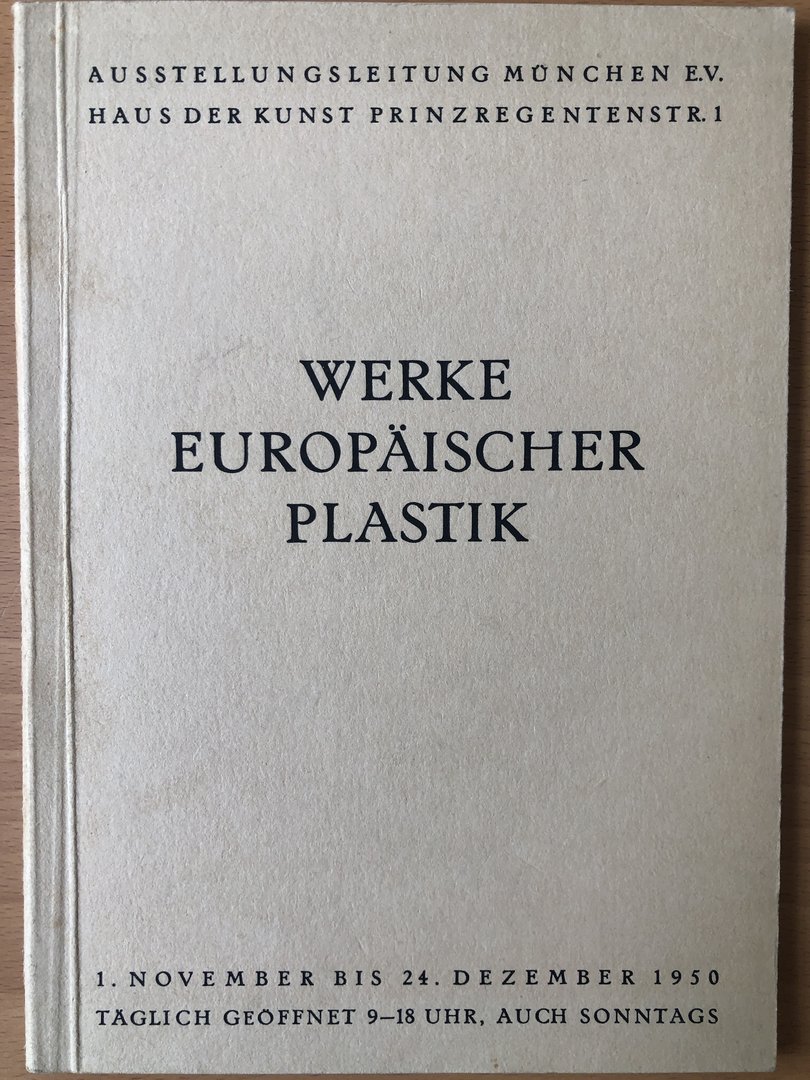 AUSSTELLUNGSLEITUNG MÜNCHEN E.V.
HAUS DER KUNST PRINZREGENTENSTR. 1
WERKE
EUROPÄISCHER
PLASTIK
1. NOVEMBER BIS 24. DEZEMBER 1950
TÄGLICH GEÖFFNET 9–18 UHR, AUCH SONNTAGS